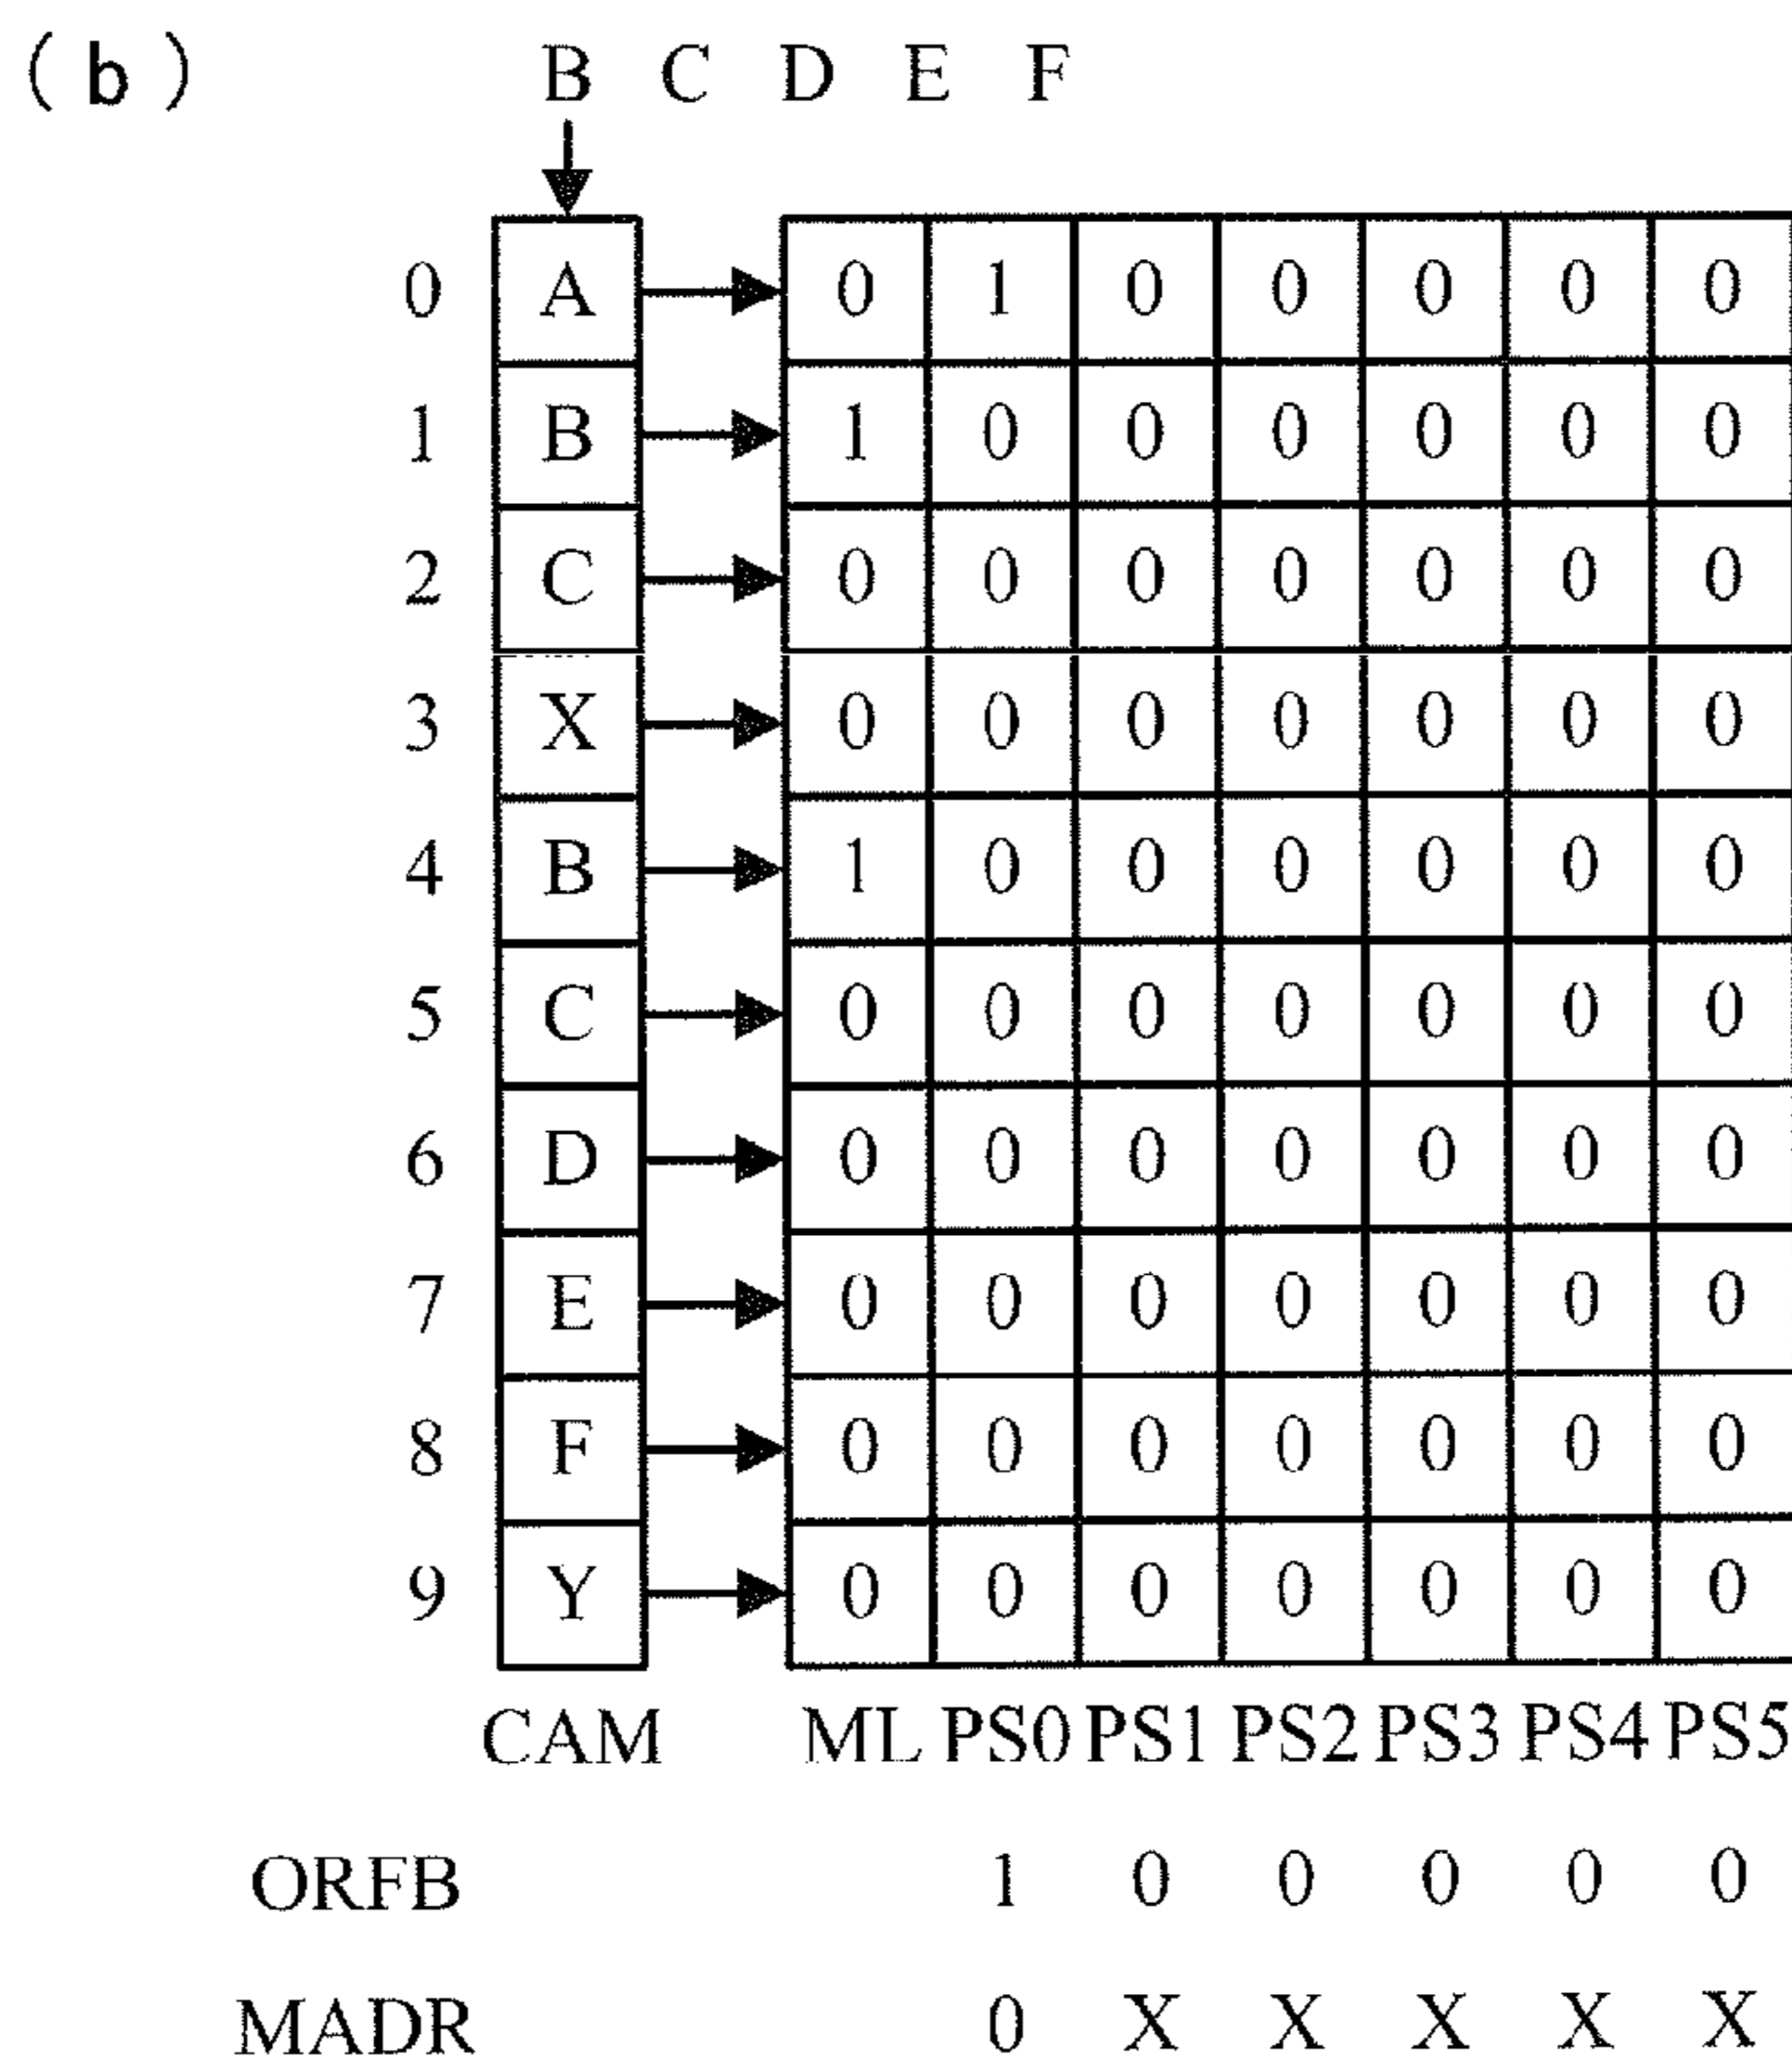 ( b ) B C D E F
0 A 0 1 0 0 0 0 0
1 B 1 0 0 0 0 0 0
2 C 0 0 0 0 0 0 0
3 X 0 0 0 0 0 0 0
4 B 1 0 0 0 0 0 0
5 C 0 0 0 0 0 0 0
6 D 0 0 0 0 0 0 0
7 E 0 0 0 0 0 0 0
8 F 0 0 0 0 0 0 0
9 Y 0 0 0 0 0 0 0
CAM ML PS0 PS1 PS2 PS3 PS4 PS5
ORFB 1 0 0 0 0 0
MADR 0 X X X X X